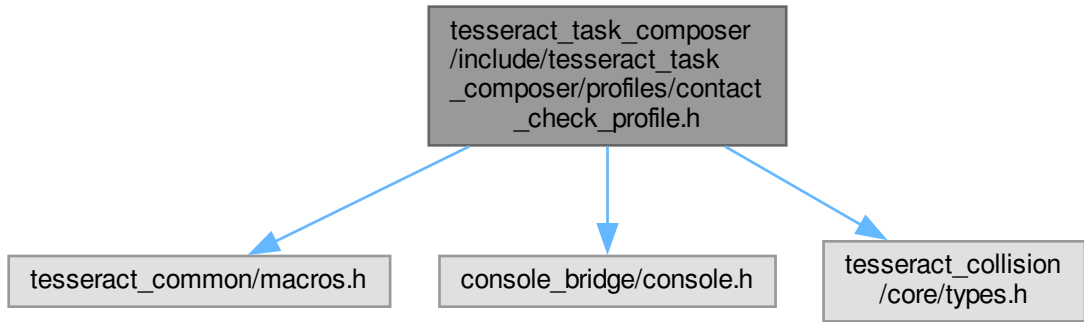 tesseract_task_composer
/include/tesseract_task
_composer/profiles/contact
_check_profile.h
tesseract_common/macros.h
console_bridge/console.h
tesseract_collision
/core/types.h